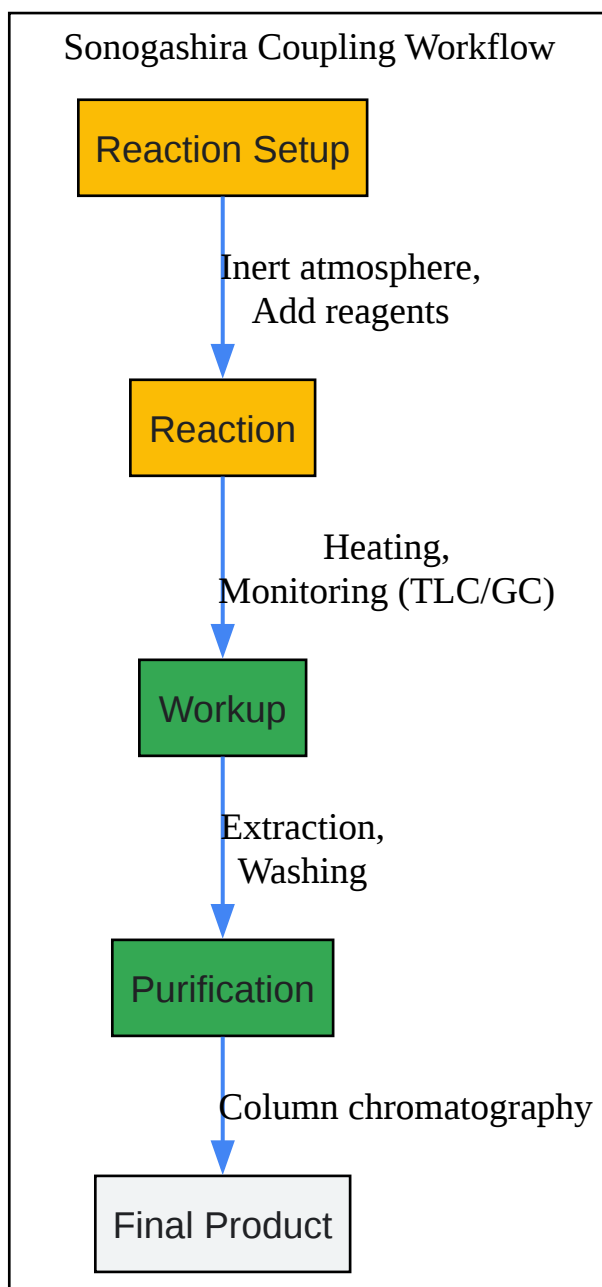 Sonogashira Coupling Workflow
Reaction Setup
Inert atmosphere,
Add reagents
Reaction
Heating,
Monitoring (TLC/GC)
Workup
Extraction,
Washing
Purification
Column chromatography
Final Product